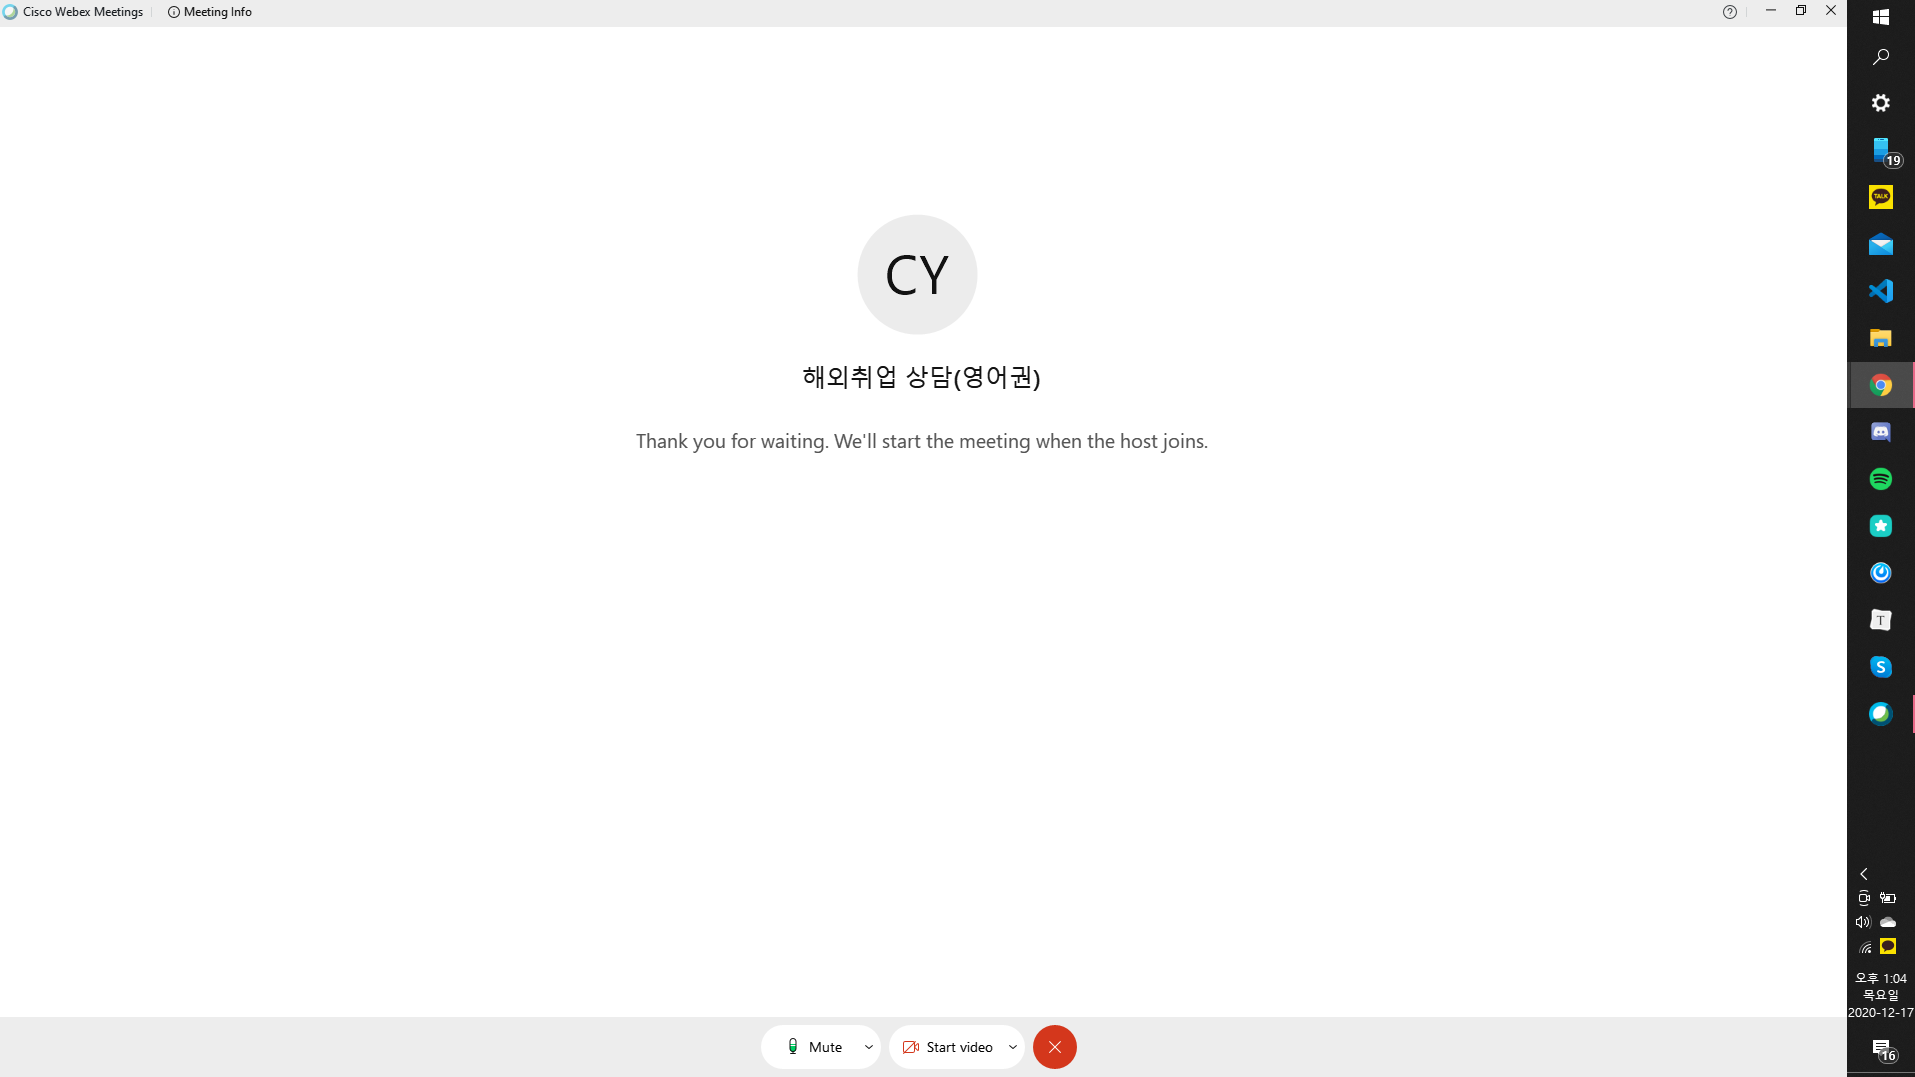 Cisco Webex Meetings
Meeting Info
CY
해외취업 상담(영어권)
Thank you for waiting. We'll start the meeting when the host joins.
Mute
Start video
19
TALK
T
S
오후 1:04
목요일
2020-12-17
16